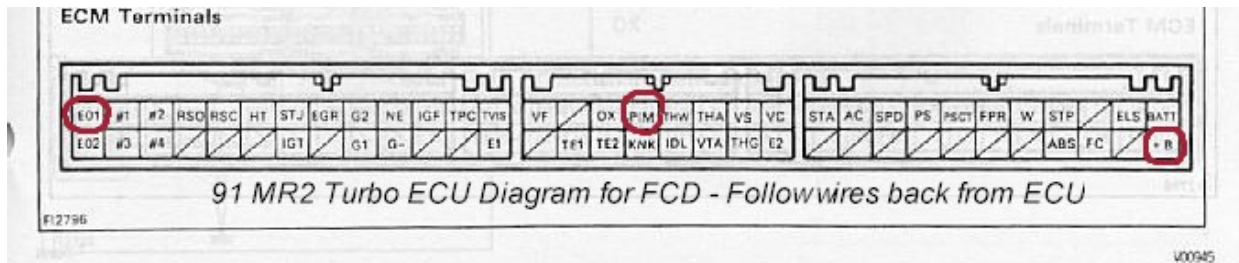 ECM Terminals
E01 #1 #2 RSO RSC HT STJ EGR G2 NE IGF TPC TVIS VF OX PIM THW THA VS VC STA AC SPD PS PSCT FPR W STP ELS BATT
E02 #3 #4 IGT G1 G- E1 TE1 TE2 KNK IDL VTA THG E2 ABS FC + B
91 MR2 Turbo ECU Diagram for FCD - Follow wires back from ECU
FI2796
V00945